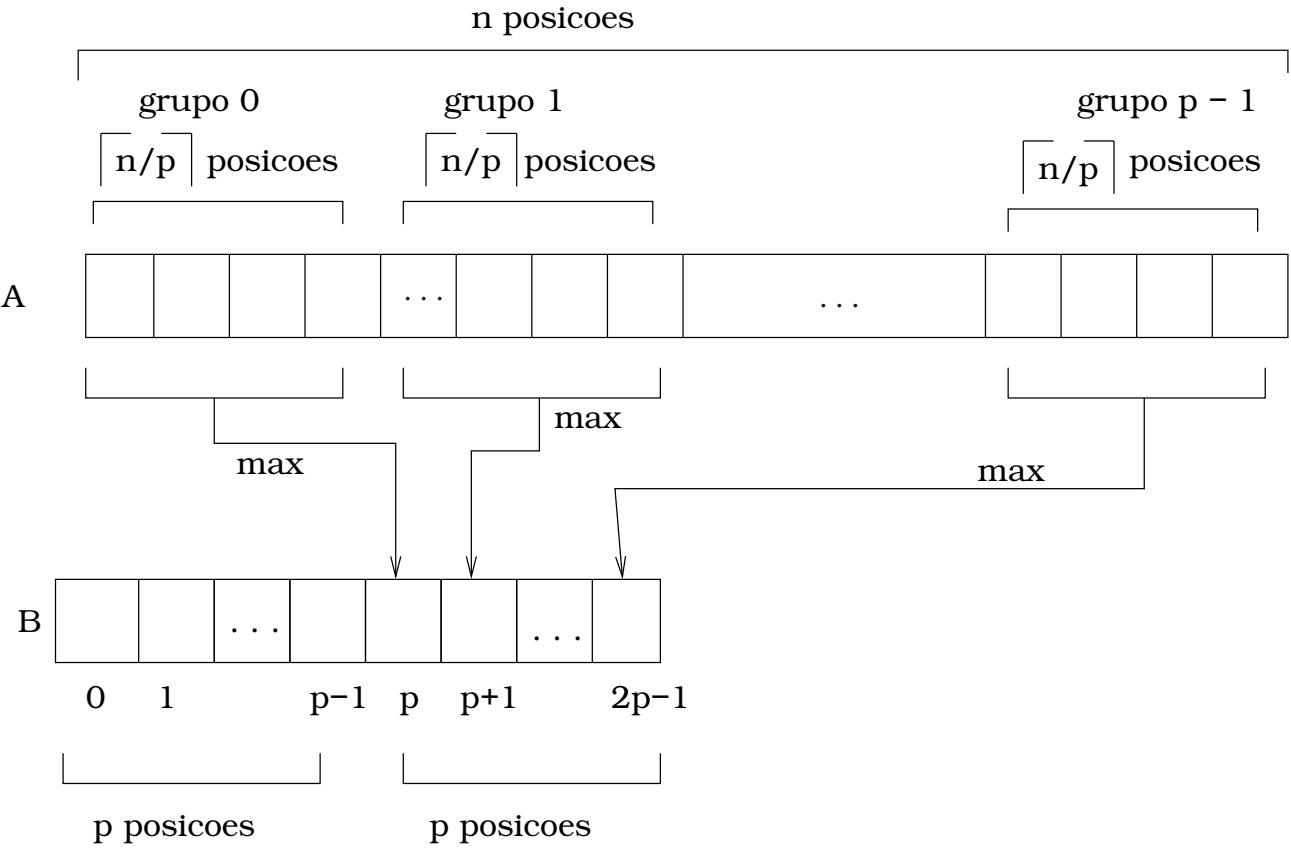 n posicoes
grupo 0 grupo 1 grupo p − 1
n/p posicoes n/p posicoes n/p posicoes
A ... ...
max
max
max
B ... ...
0 1 p−1 p p+1 2p−1
p posicoes p posicoes